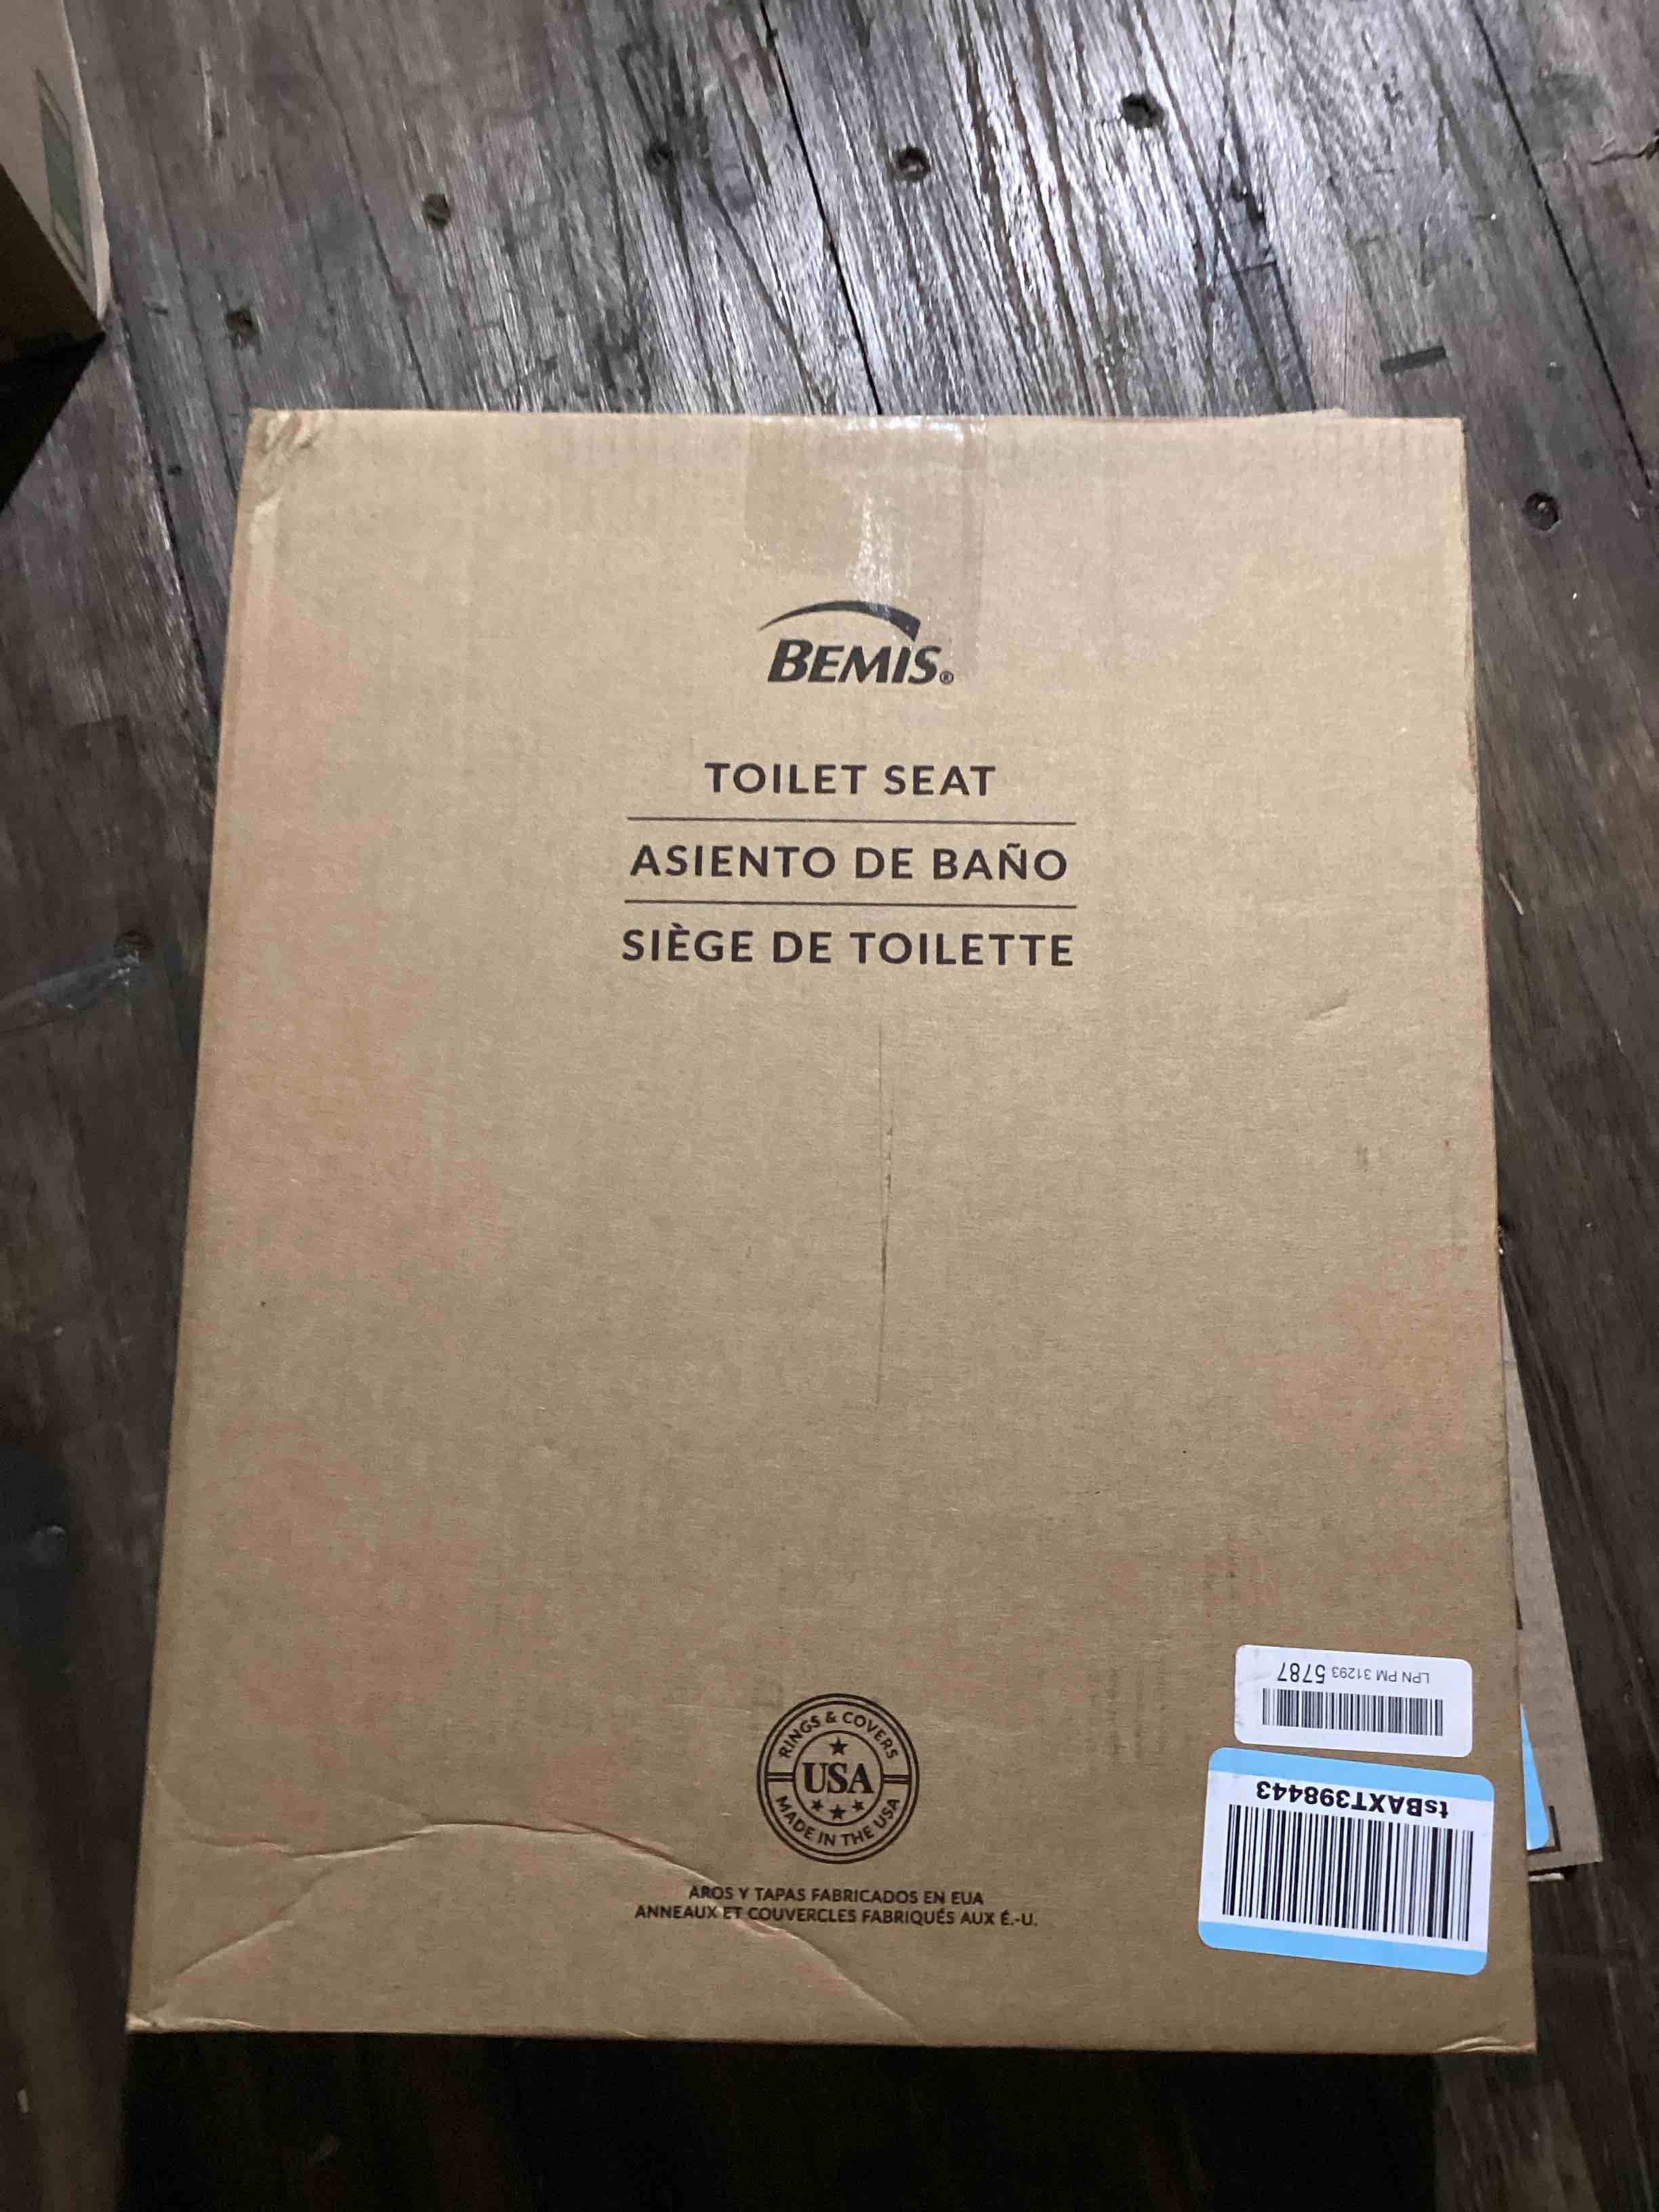 BEMIS®
TOILET SEAT
ASIENTO DE BAÑO
SIÈGE DE TOILETTE
RINGS & COVERS
USA
MADE IN THE USA
AROS Y TAPAS FABRICADOS EN EUA
ANNEAUX ET COUVERCLES FABRIQUÉS AUX É.-U.
LPN PM 31293 5787
tsBAXT398443